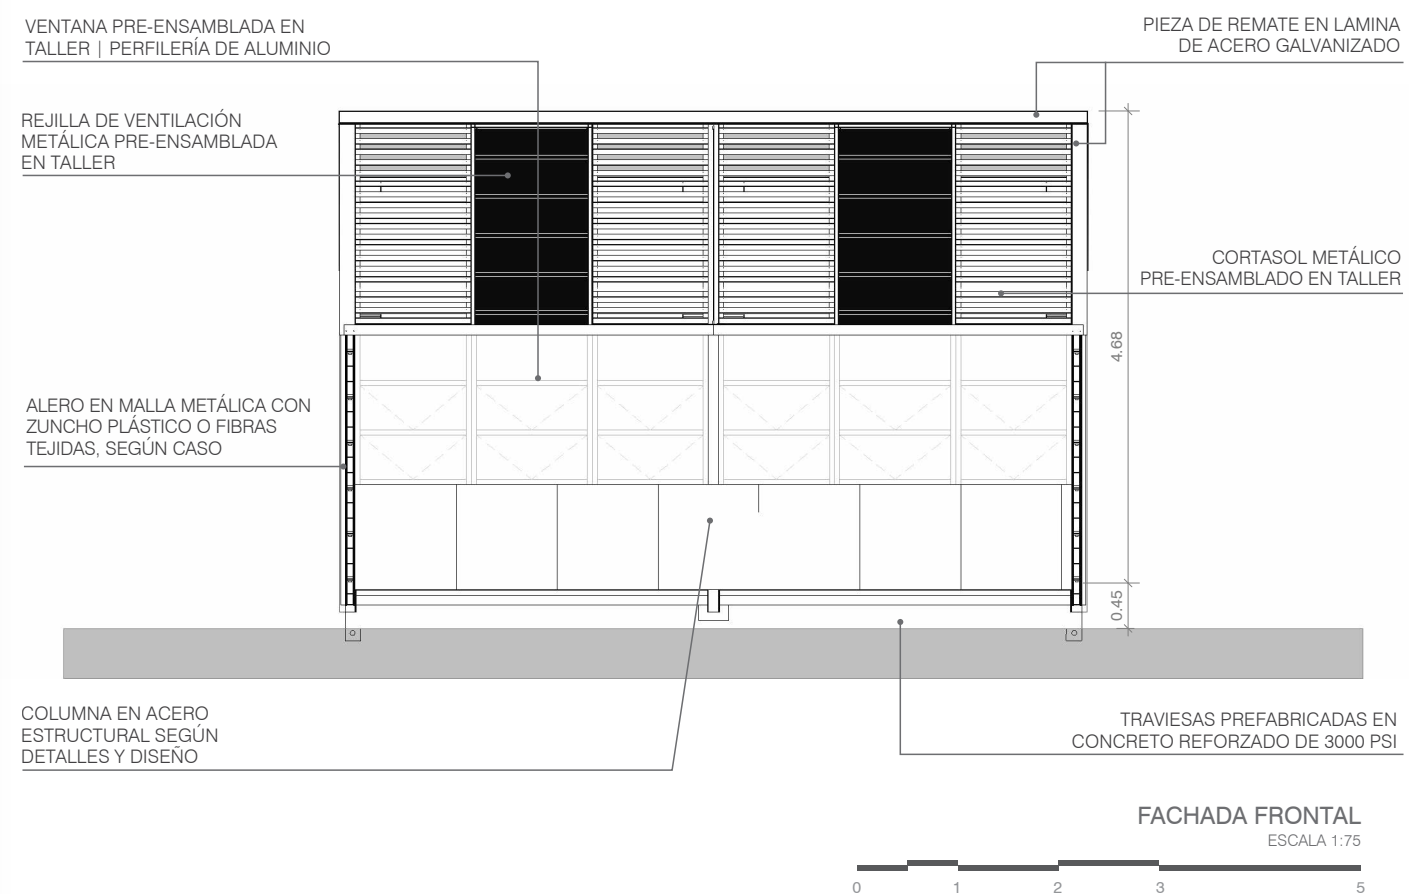 VENTANA PRE-ENSAMBLADA EN
TALLER | PERFILERÍA DE ALUMINIO
PIEZA DE REMATE EN LAMINA
DE ACERO GALVANIZADO
REJILLA DE VENTILACIÓN
METÁLICA PRE-ENSAMBLADA
EN TALLER
CORTASOL METÁLICO
PRE-ENSAMBLADO EN TALLER
4.68
ALERO EN MALLA METÁLICA CON
ZUNCHO PLÁSTICO O FIBRAS
TEJIDAS, SEGÚN CASO
0.45
COLUMNA EN ACERO
ESTRUCTURAL SEGÚN
DETALLES Y DISEÑO
TRAVIESAS PREFABRICADAS EN
CONCRETO REFORZADO DE 3000 PSI
FACHADA FRONTAL
ESCALA 1:75
0 1 2 3 5